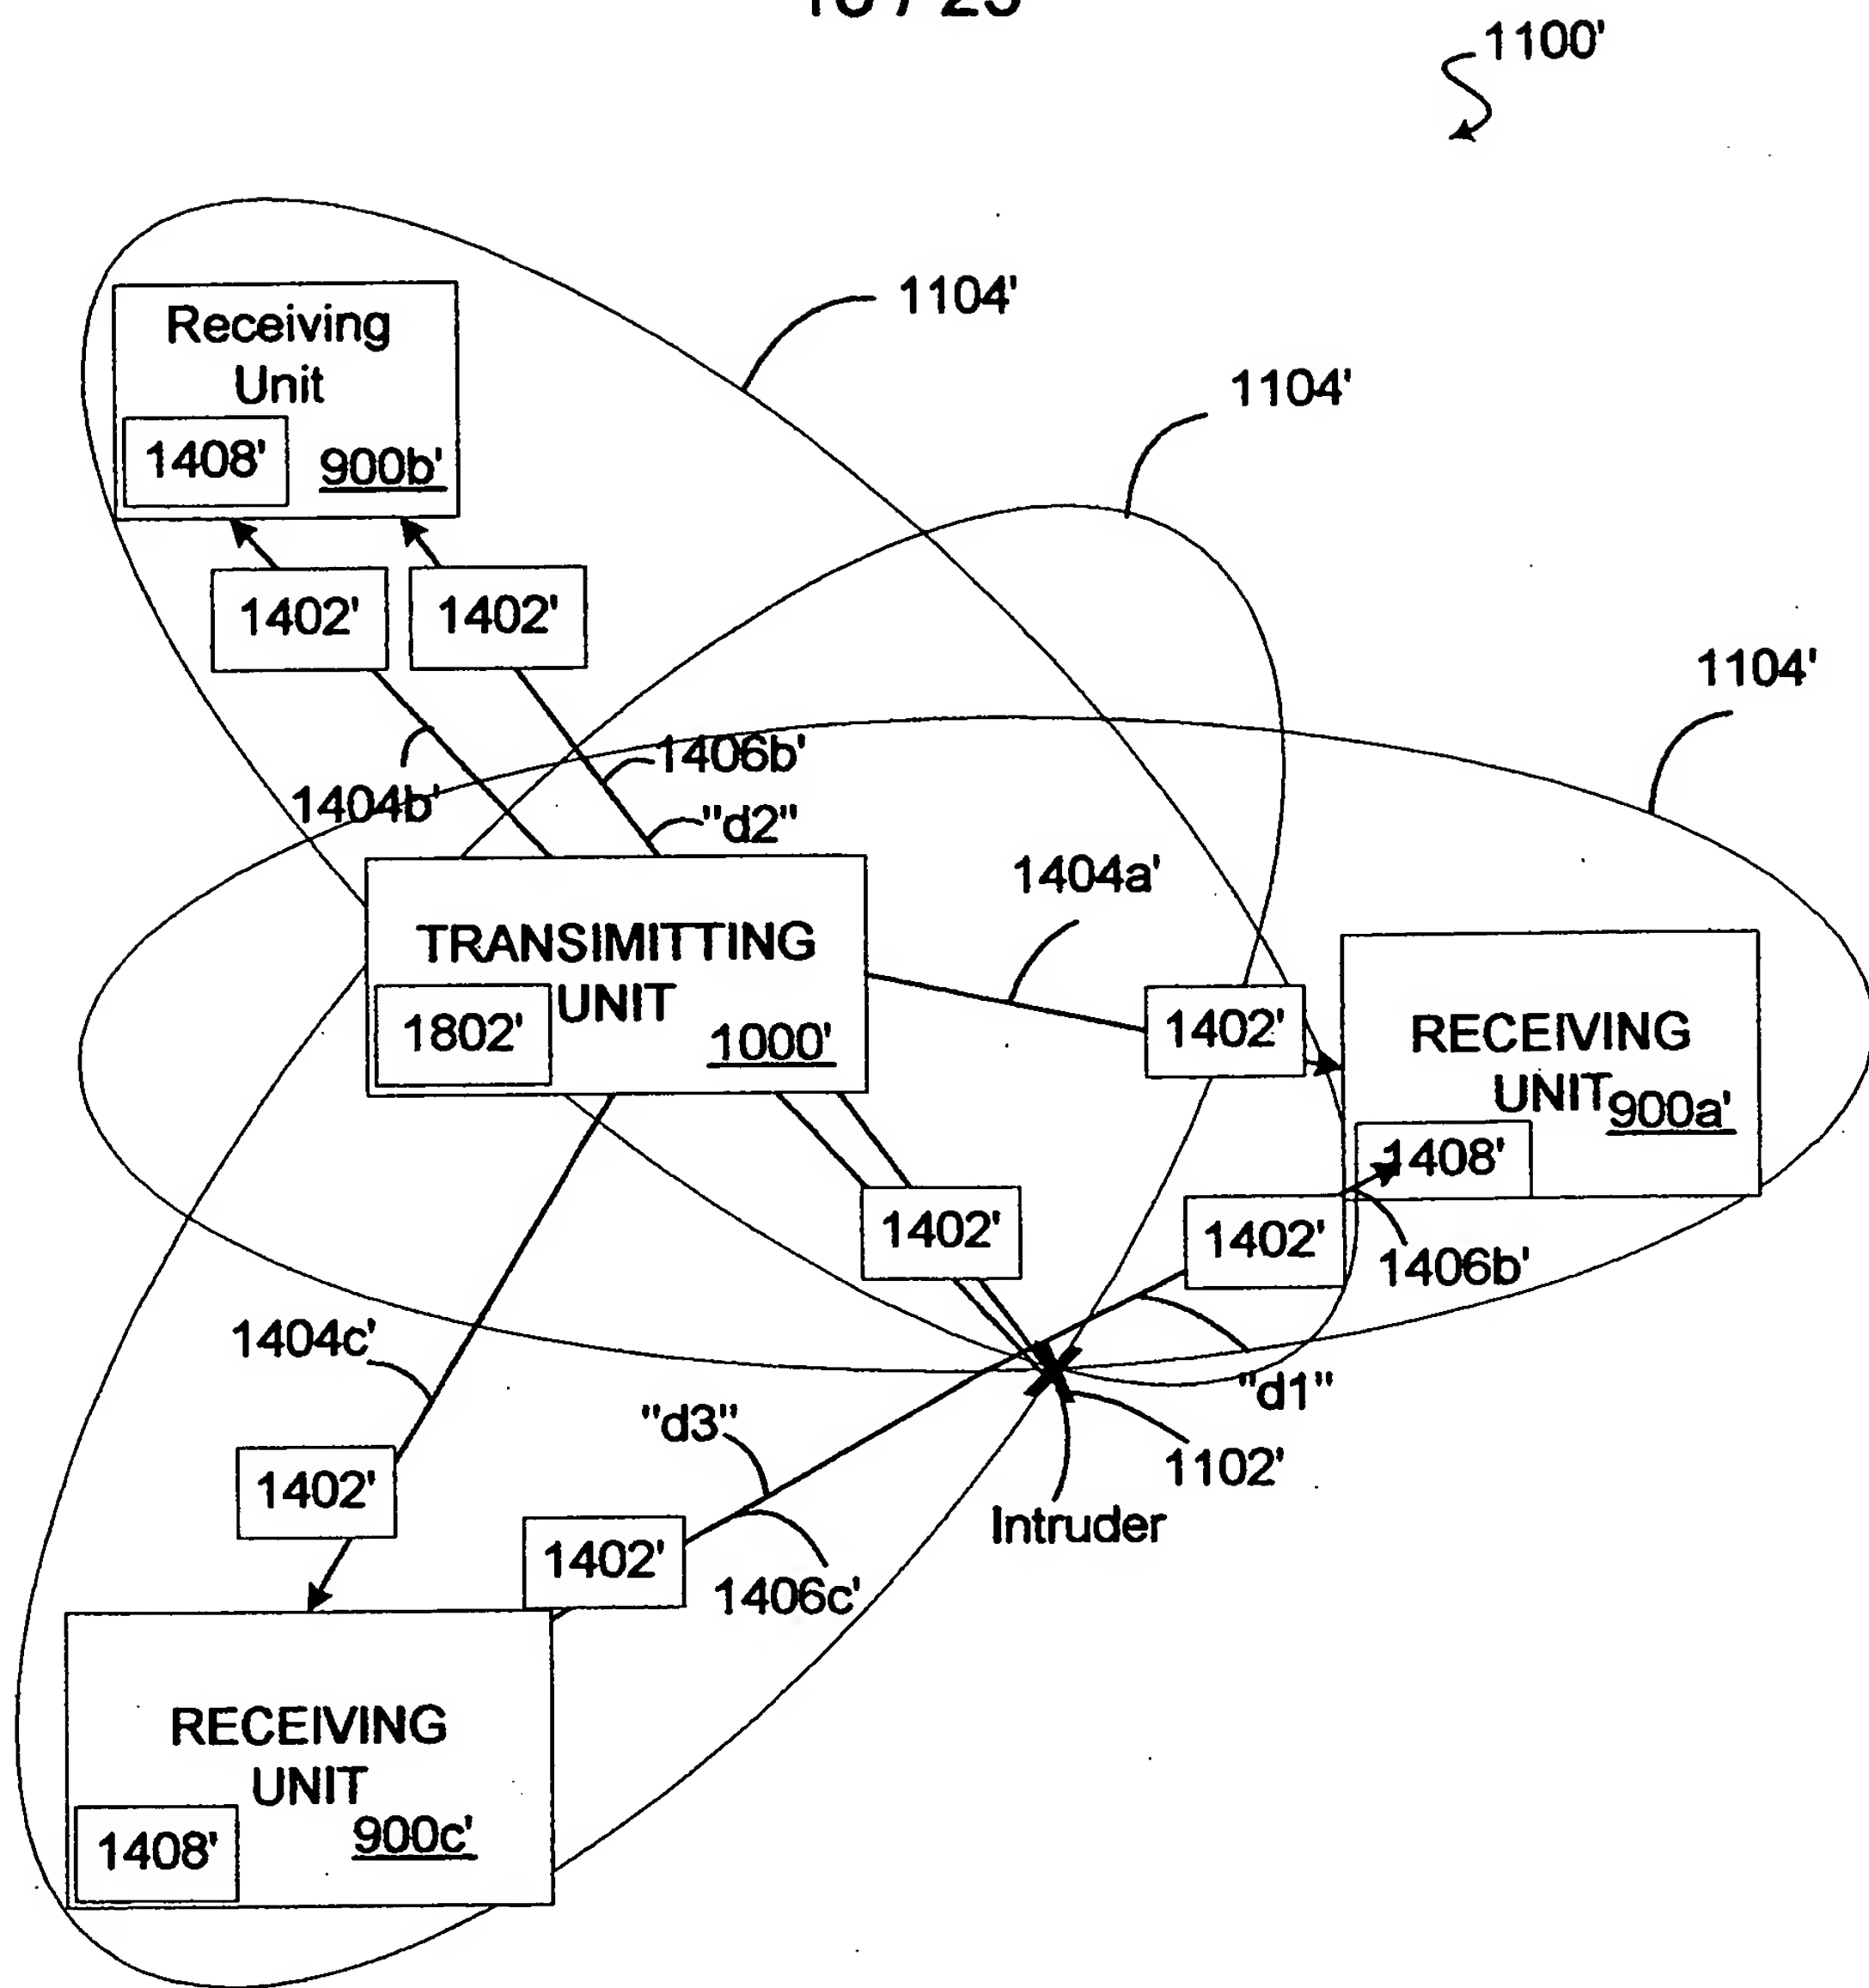 1100'
1104'
Receiving
Unit
1408'
900b'
1104'
1402'
1402'
1104'
1406b'
1404b'
"d2"
1404a'
TRANSIMITTING
UNIT
1802'
1000'
1402'
RECEIVING
UNIT
900a'
1408'
1402'
1402'
1406b'
1404c'
"d1"
"d3"
1102'
1402'
Intruder
1402'
1406c'
RECEIVING
UNIT
900c'
1408'